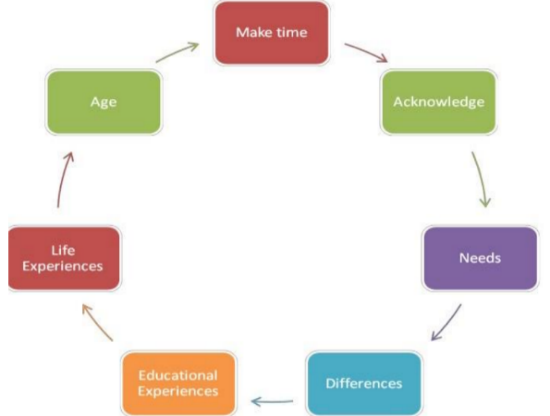 Make time
Acknowledge
Needs
Differences
Educational
Experiences
Life
Experiences
Age